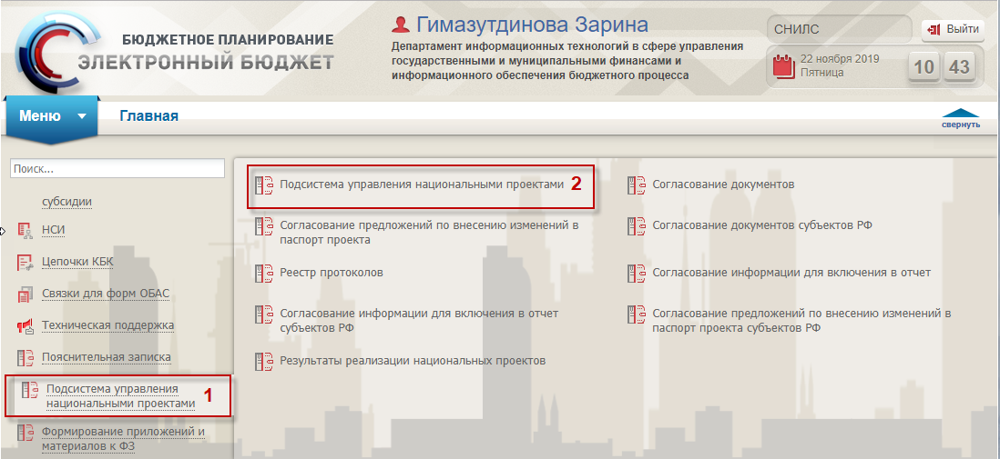 БЮДЖЕТНОЕ ПЛАНИРОВАНИЕ
ЭЛЕКТРОННЫЙ БЮДЖЕТ
Гимазутдинова Зарина
Департамент информационных технологий в сфере управления
государственными и муниципальными финансами и
информационного обеспечения бюджетного процесса
СНИЛС
Выйти
22 ноября 2019
Пятница
10 43
Меню
Главная
свернуть
Поиск...
субсидии
НСИ
Цепочки КБК
Связки для форм ОБАС
Техническая поддержка
Пояснительная записка
Подсистема управления
национальными проектами 1
Формирование приложений и
материалов к ФЗ
Подсистема управления национальными проектами 2
Согласование предложений по внесению изменений в
паспорт проекта
Реестр протоколов
Согласование информации для включения в отчет
субъектов РФ
Результаты реализации национальных проектов
Согласование документов
Согласование документов субъектов РФ
Согласование информации для включения в отчет
Согласование предложений по внесению изменений в
паспорт проекта субъектов РФ